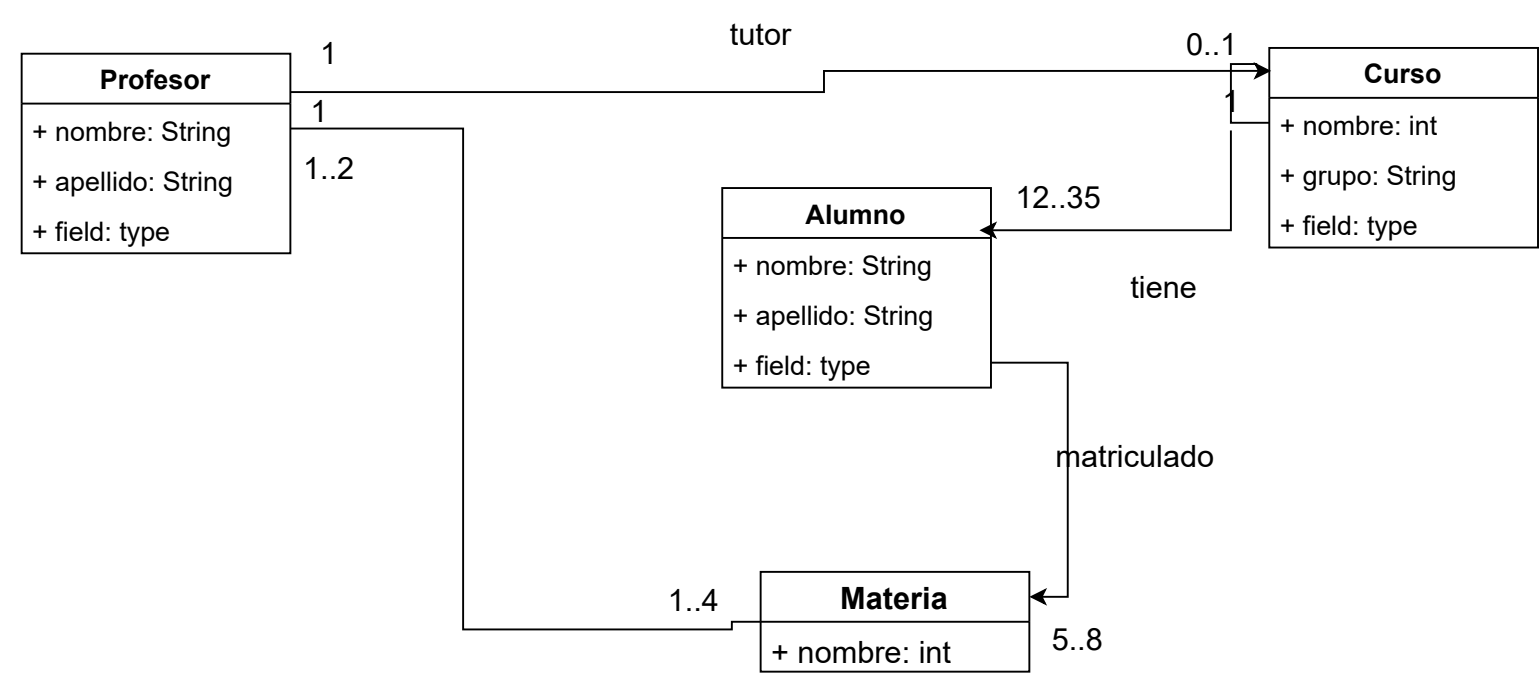 tutor
1
0..1
Profesor
+ nombre: String
+ apellido: String
+ field: type
1
1..2
Curso
+ nombre: int
+ grupo: String
+ field: type
1
12..35
Alumno
+ nombre: String
+ apellido: String
+ field: type
tiene
matriculado
1..4
Materia
+ nombre: int
5..8